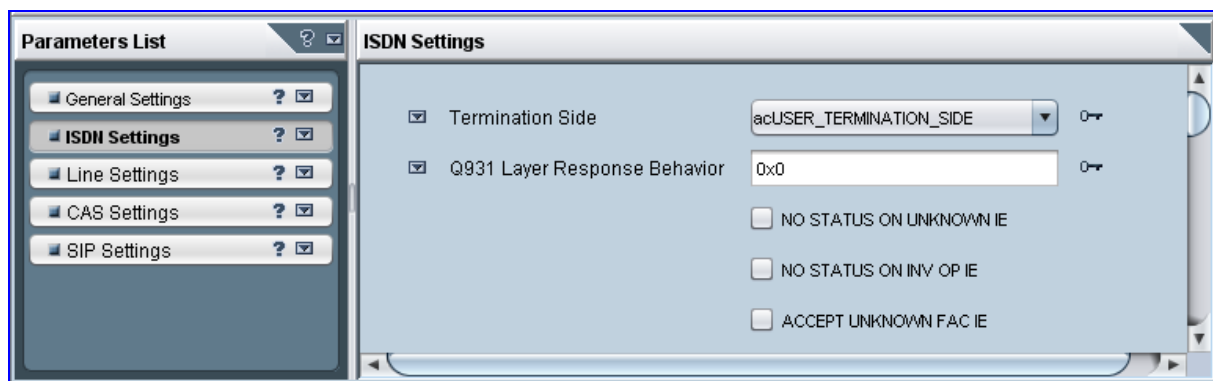 Parameters List ?
General Settings ?
ISDN Settings ?
Line Settings ?
CAS Settings ?
SIP Settings ?
ISDN Settings
Termination Side acUSER_TERMINATION_SIDE
Q931 Layer Response Behavior 0x0
NO STATUS ON UNKNOWN IE
NO STATUS ON INV OP IE
ACCEPT UNKNOWN FAC IE